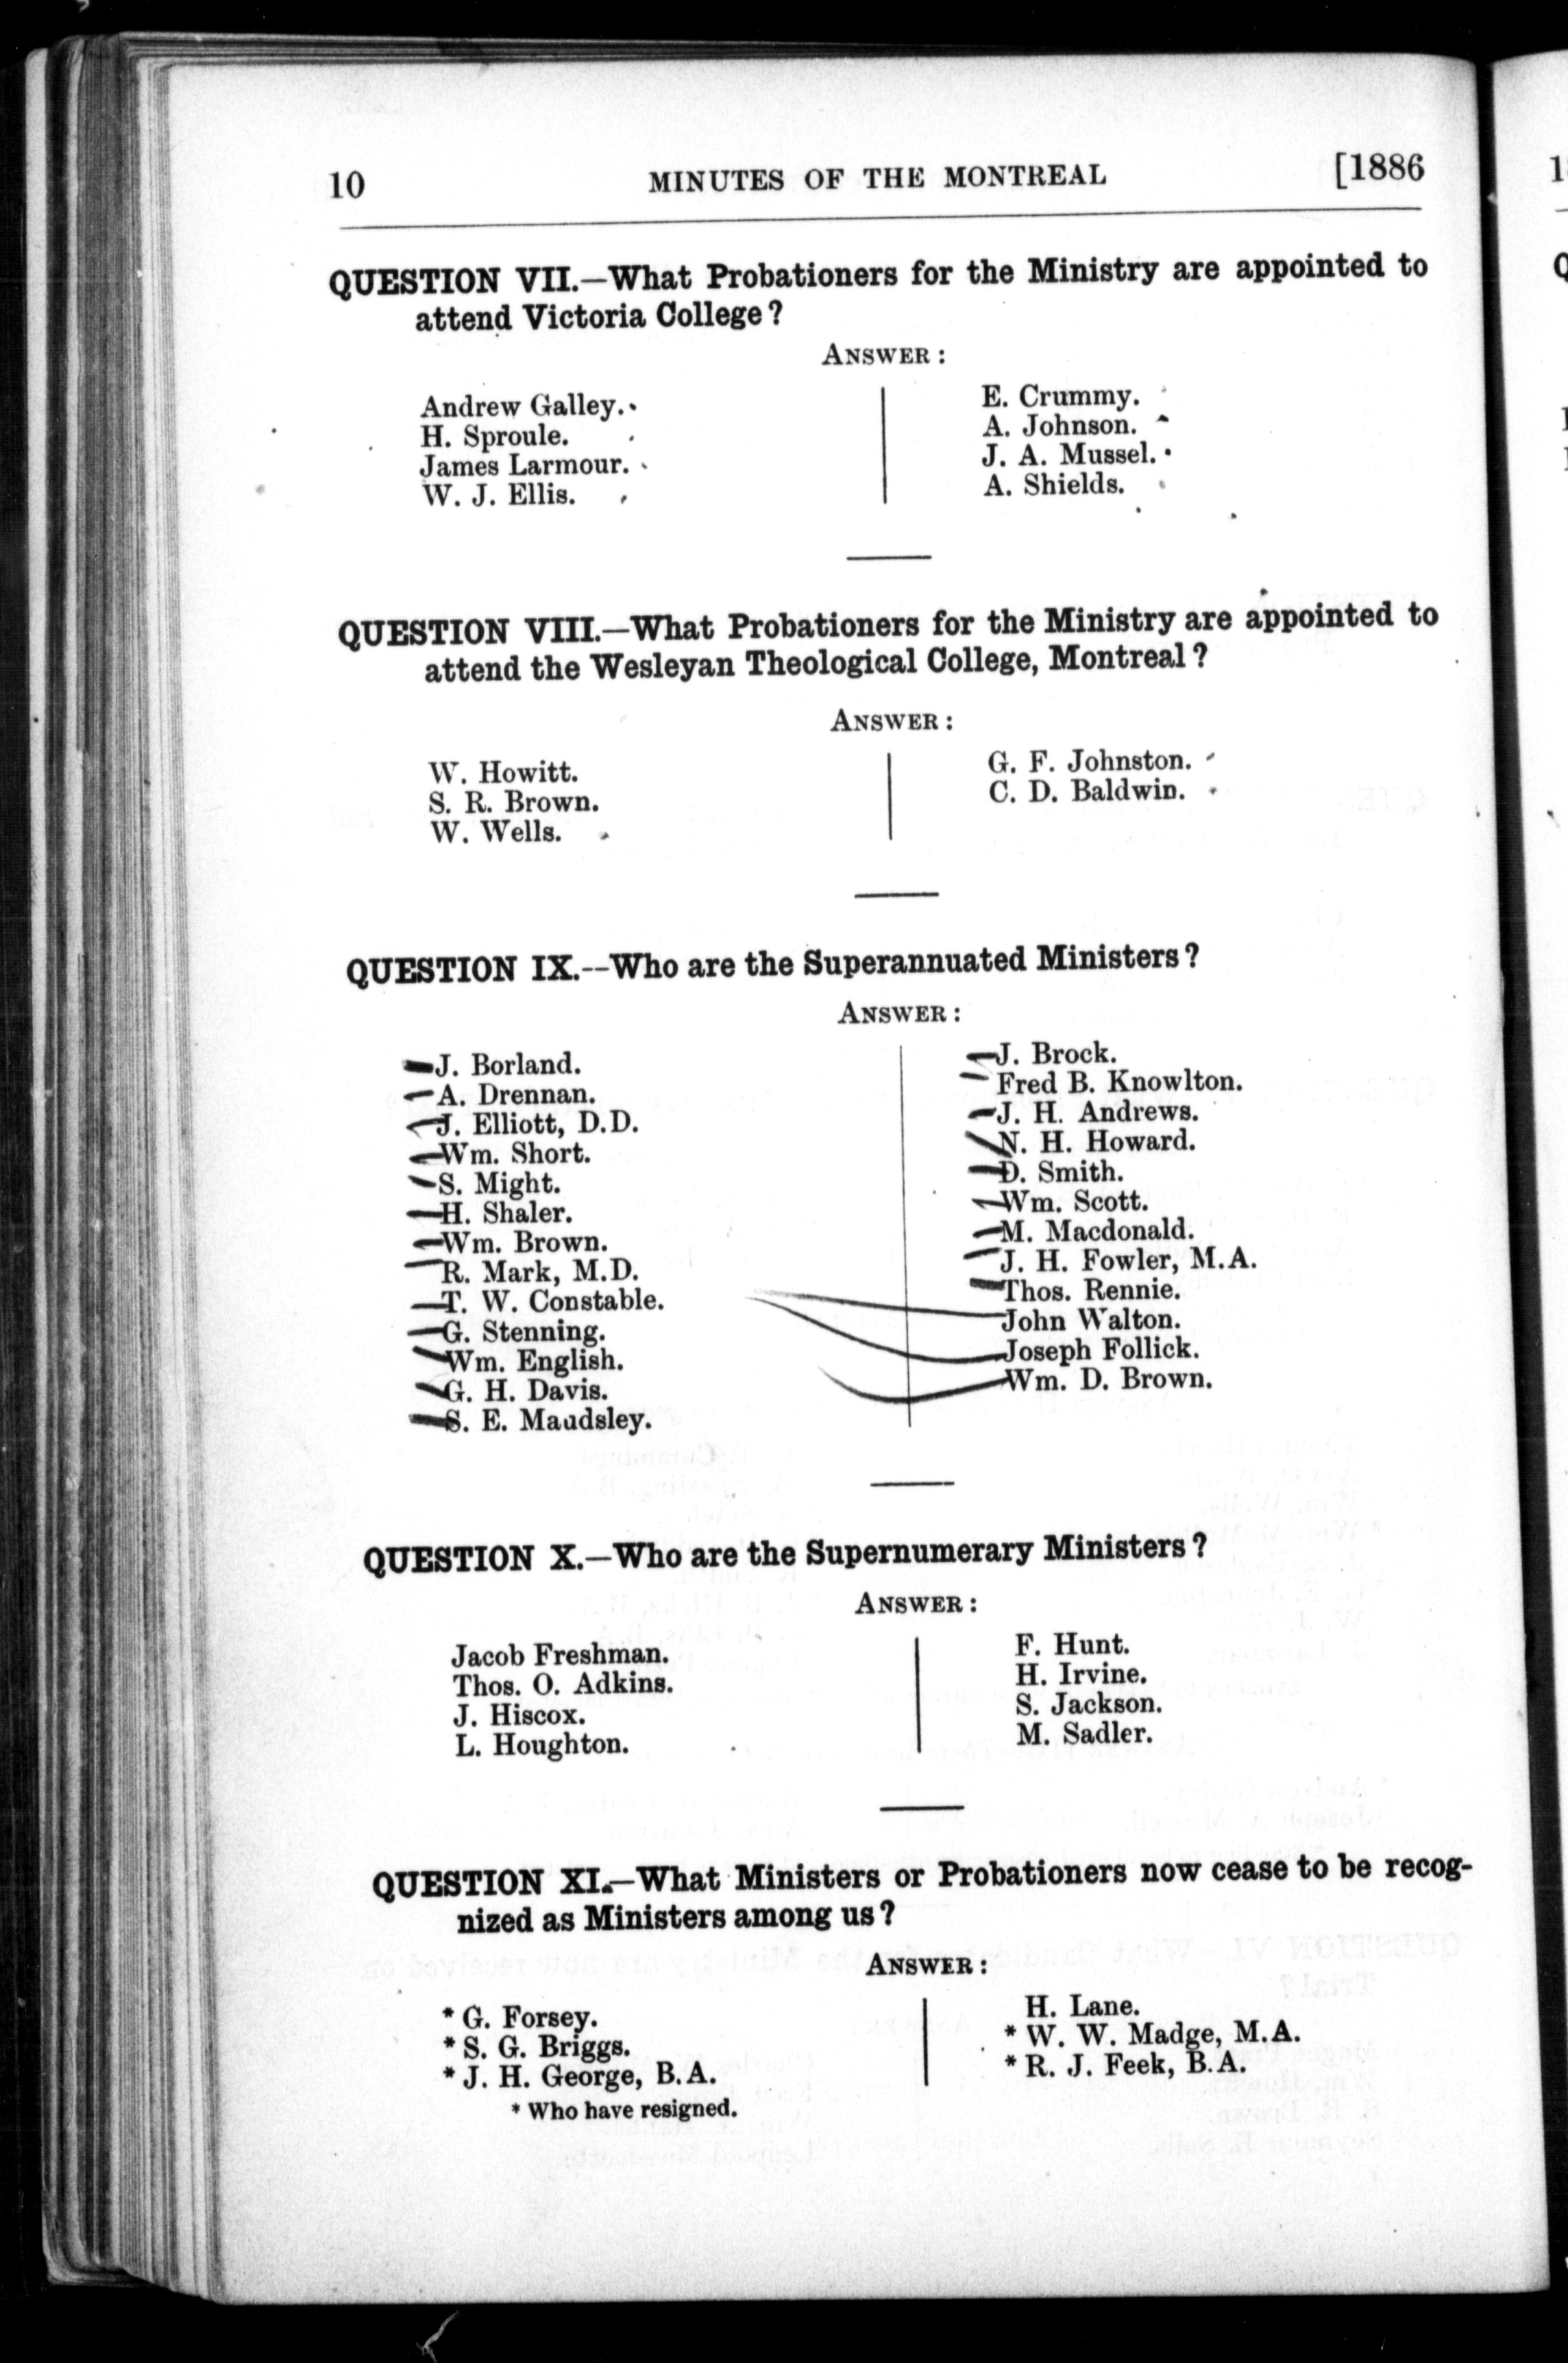 10 MINUTES OF THE MONTREAL [1886
QUESTION VII.—What Probationers for the Ministry are appointed to
attend Victoria College?
ANSWER:
Andrew Galley.
H. Sproule.
James Larmour.
W. J. Ellis.
E. Crummy.
A. Johnson.
J. A. Mussel.
A. Shields.
QUESTION VIII.—What Probationers for the Ministry are appointed to
attend the Wesleyan Theological College, Montreal?
ANSWER:
W. Howitt.
S. R. Brown.
W. Wells.
G. F. Johnston.
C. D. Baldwin.
QUESTION IX.--Who are the Superannuated Ministers?
ANSWER:
J. Borland.
A. Drennan.
J. Elliott, D.D.
Wm. Short.
S. Might.
H. Shaler.
Wm. Brown.
R. Mark, M.D.
T. W. Constable.
G. Stenning.
Wm. English.
G. H. Davis.
S. E. Maudsley.
J. Brock.
Fred B. Knowlton.
J. H. Andrews.
N. H. Howard.
D. Smith.
Wm. Scott.
M. Macdonald.
J. H. Fowler, M.A.
Thos. Rennie.
John Walton.
Joseph Follick.
Wm. D. Brown.
QUESTION X.—Who are the Supernumerary Ministers?
ANSWER:
Jacob Freshman.
Thos. O. Adkins.
J. Hiscox.
L. Houghton.
F. Hunt.
H. Irvine.
S. Jackson.
M. Sadler.
QUESTION XI.—What Ministers or Probationers now cease to be recog-
nized as Ministers among us?
ANSWER:
* G. Forsey.
* S. G. Briggs.
* J. H. George, B.A.
H. Lane.
* W. W. Madge, M.A.
* R. J. Feek, B.A.
* Who have resigned.